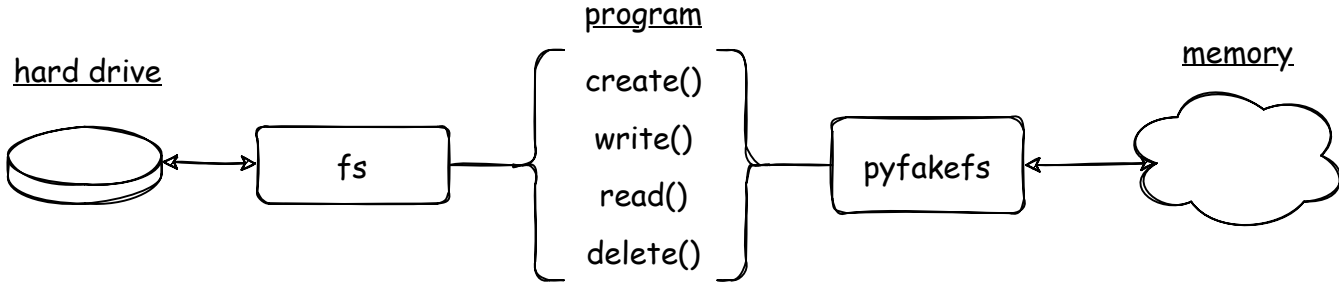 hard drive
fs
program
create()
write()
read()
delete()
pyfakefs
memory